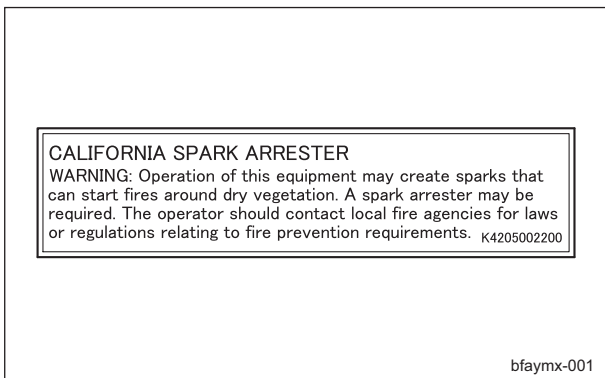 CALIFORNIA SPARK ARRESTER
WARNING: Operation of this equipment may create sparks that
can start fires around dry vegetation. A spark arrester may be
required. The operator should contact local fire agencies for laws
or regulations relating to fire prevention requirements. K4205002200
bfaymx-001